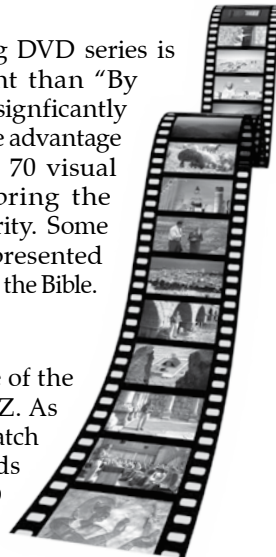 g DVD series is
nt than “By
signficantly
e advantage
70 visual
bring the
rity. Some
presented
the Bible.
e of the
Z. As
atch
ds
)